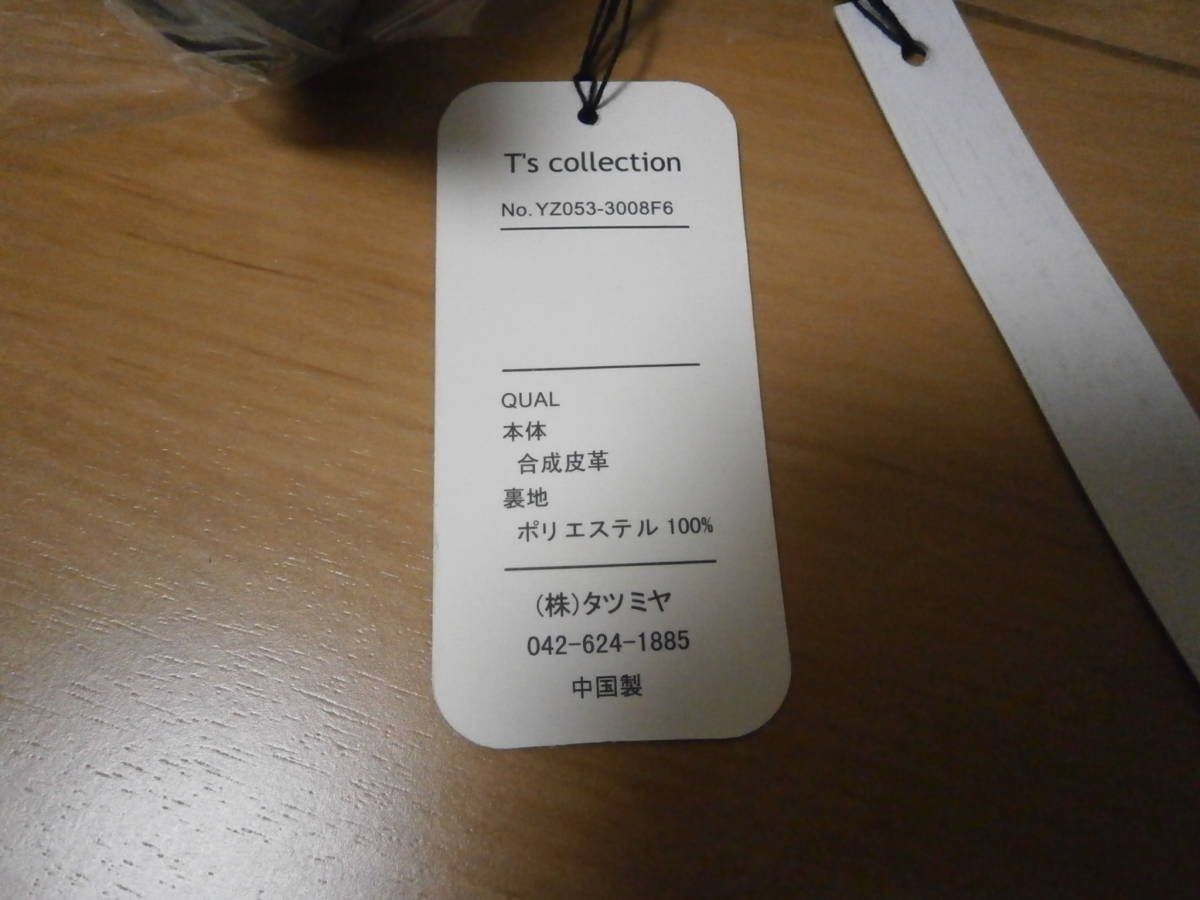 T's collection
No. YZ053-3008F6
QUAL
本体
合成皮革
裏地
ポリエステル 100%
(株)タツミヤ
042-624-1885
中国製